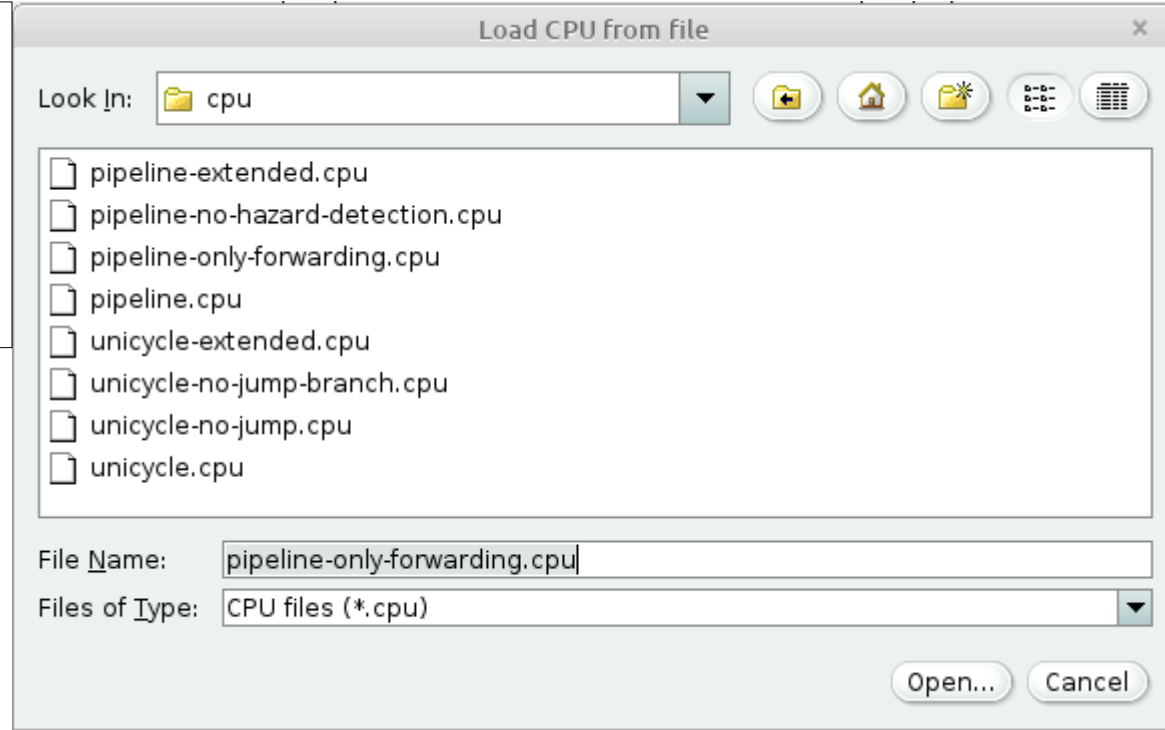 Load CPU from file
Look In: cpu
pipeline-extended.cpu
pipeline-no-hazard-detection.cpu
pipeline-only-forwarding.cpu
pipeline.cpu
unicycle-extended.cpu
unicycle-no-jump-branch.cpu
unicycle-no-jump.cpu
unicycle.cpu
File Name: pipeline-only-forwarding.cpu
Files of Type: CPU files (*.cpu)
Open... Cancel